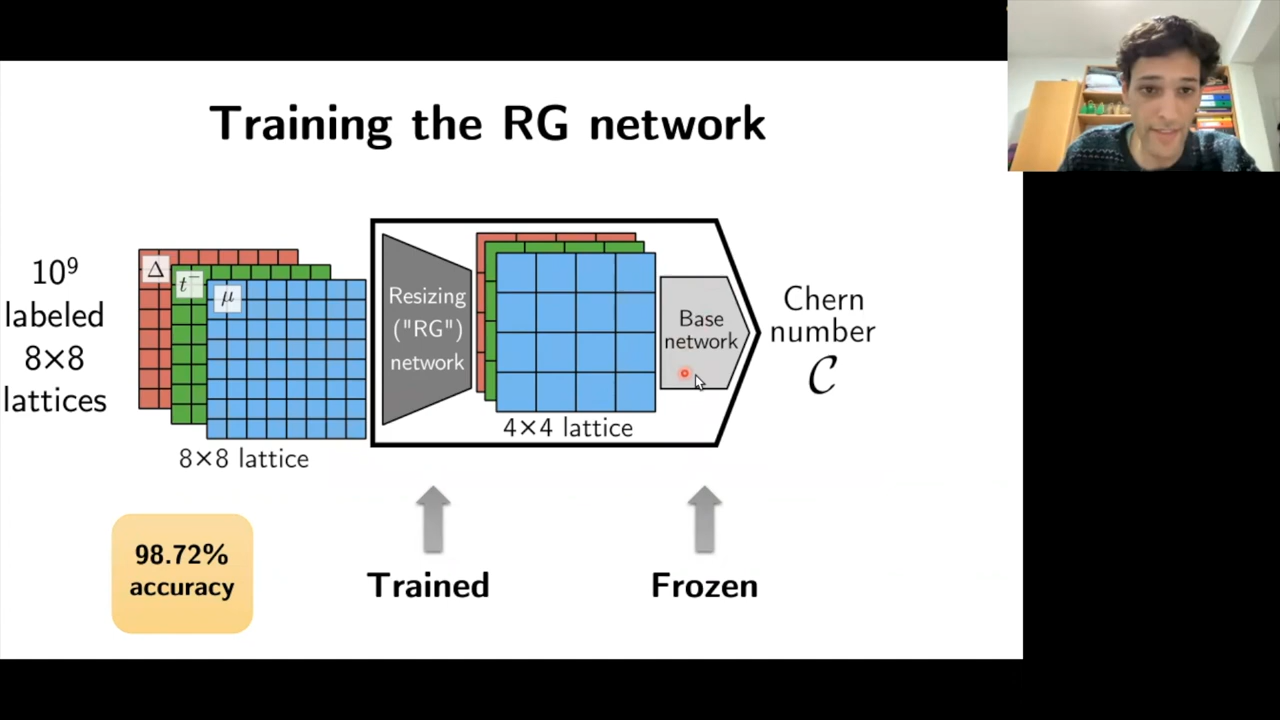 Training the RG network
10⁹
labeled
8×8
lattices
Δ
t⁻
μ
8×8 lattice
Resizing
("RG")
network
4×4 lattice
Base
network
Chern
number
𝒞
98.72%
accuracy
Trained
Frozen